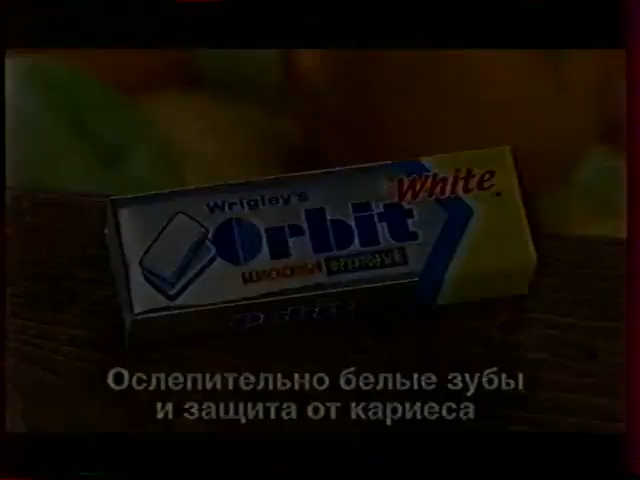 Wrigley's
Orbit
White
Ослепительно белые зубы
и защита от кариеса